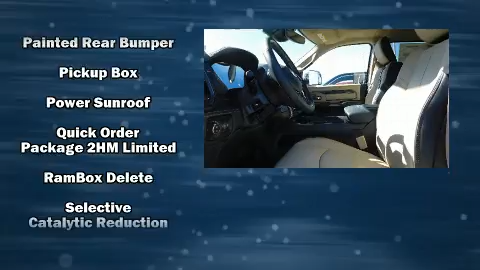 Painted Rear Bumper
Pickup Box
Power Sunroof
Quick Order
Package 2HM Limited
RamBox Delete
Selective
Catalytic Reduction